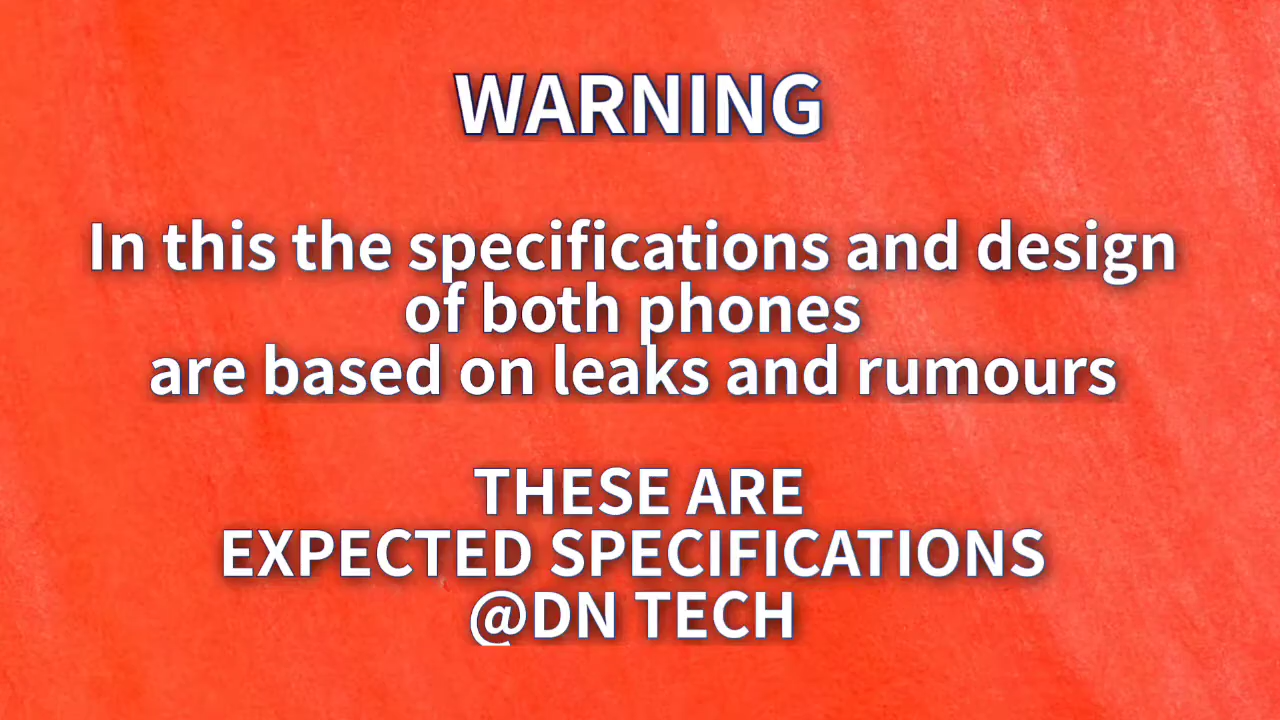 WARNING
In this the specifications and design
of both phones
are based on leaks and rumours
THESE ARE
EXPECTED SPECIFICATIONS
@DN TECH